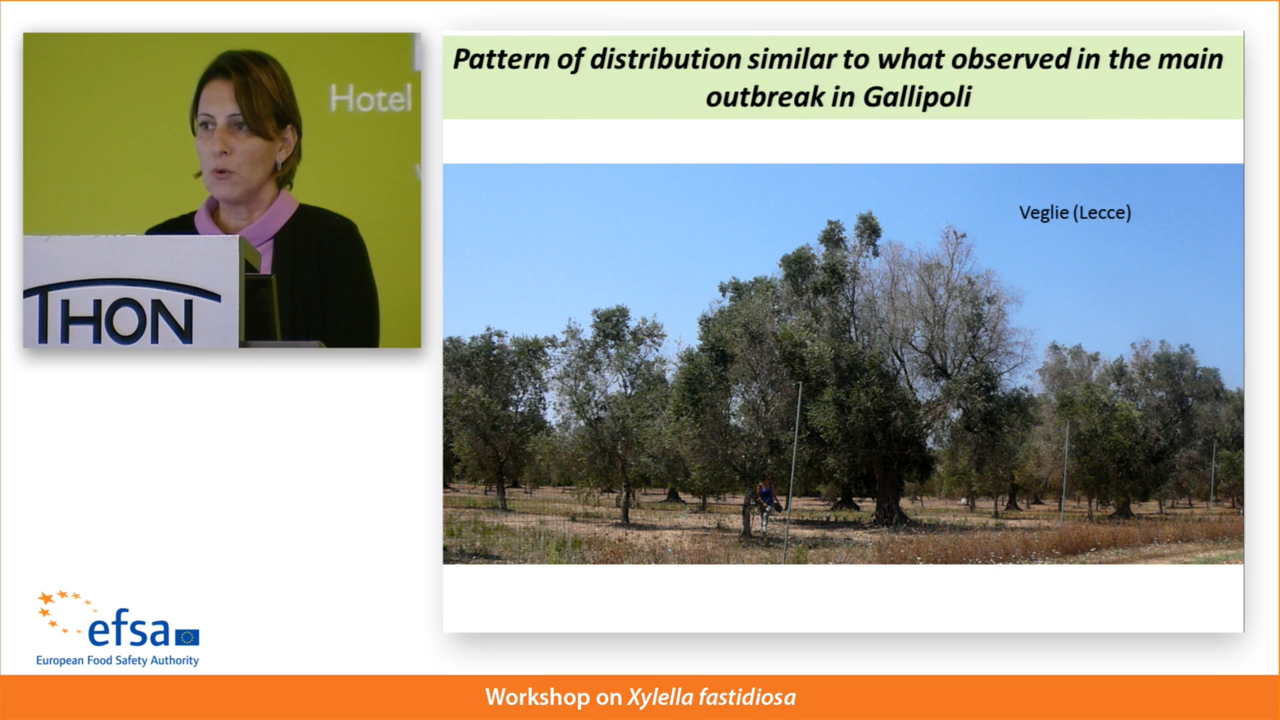 Hotel
THON
Pattern of distribution similar to what observed in the main
outbreak in Gallipoli
Veglie (Lecce)
efsa
European Food Safety Authority
Workshop on Xylella fastidiosa